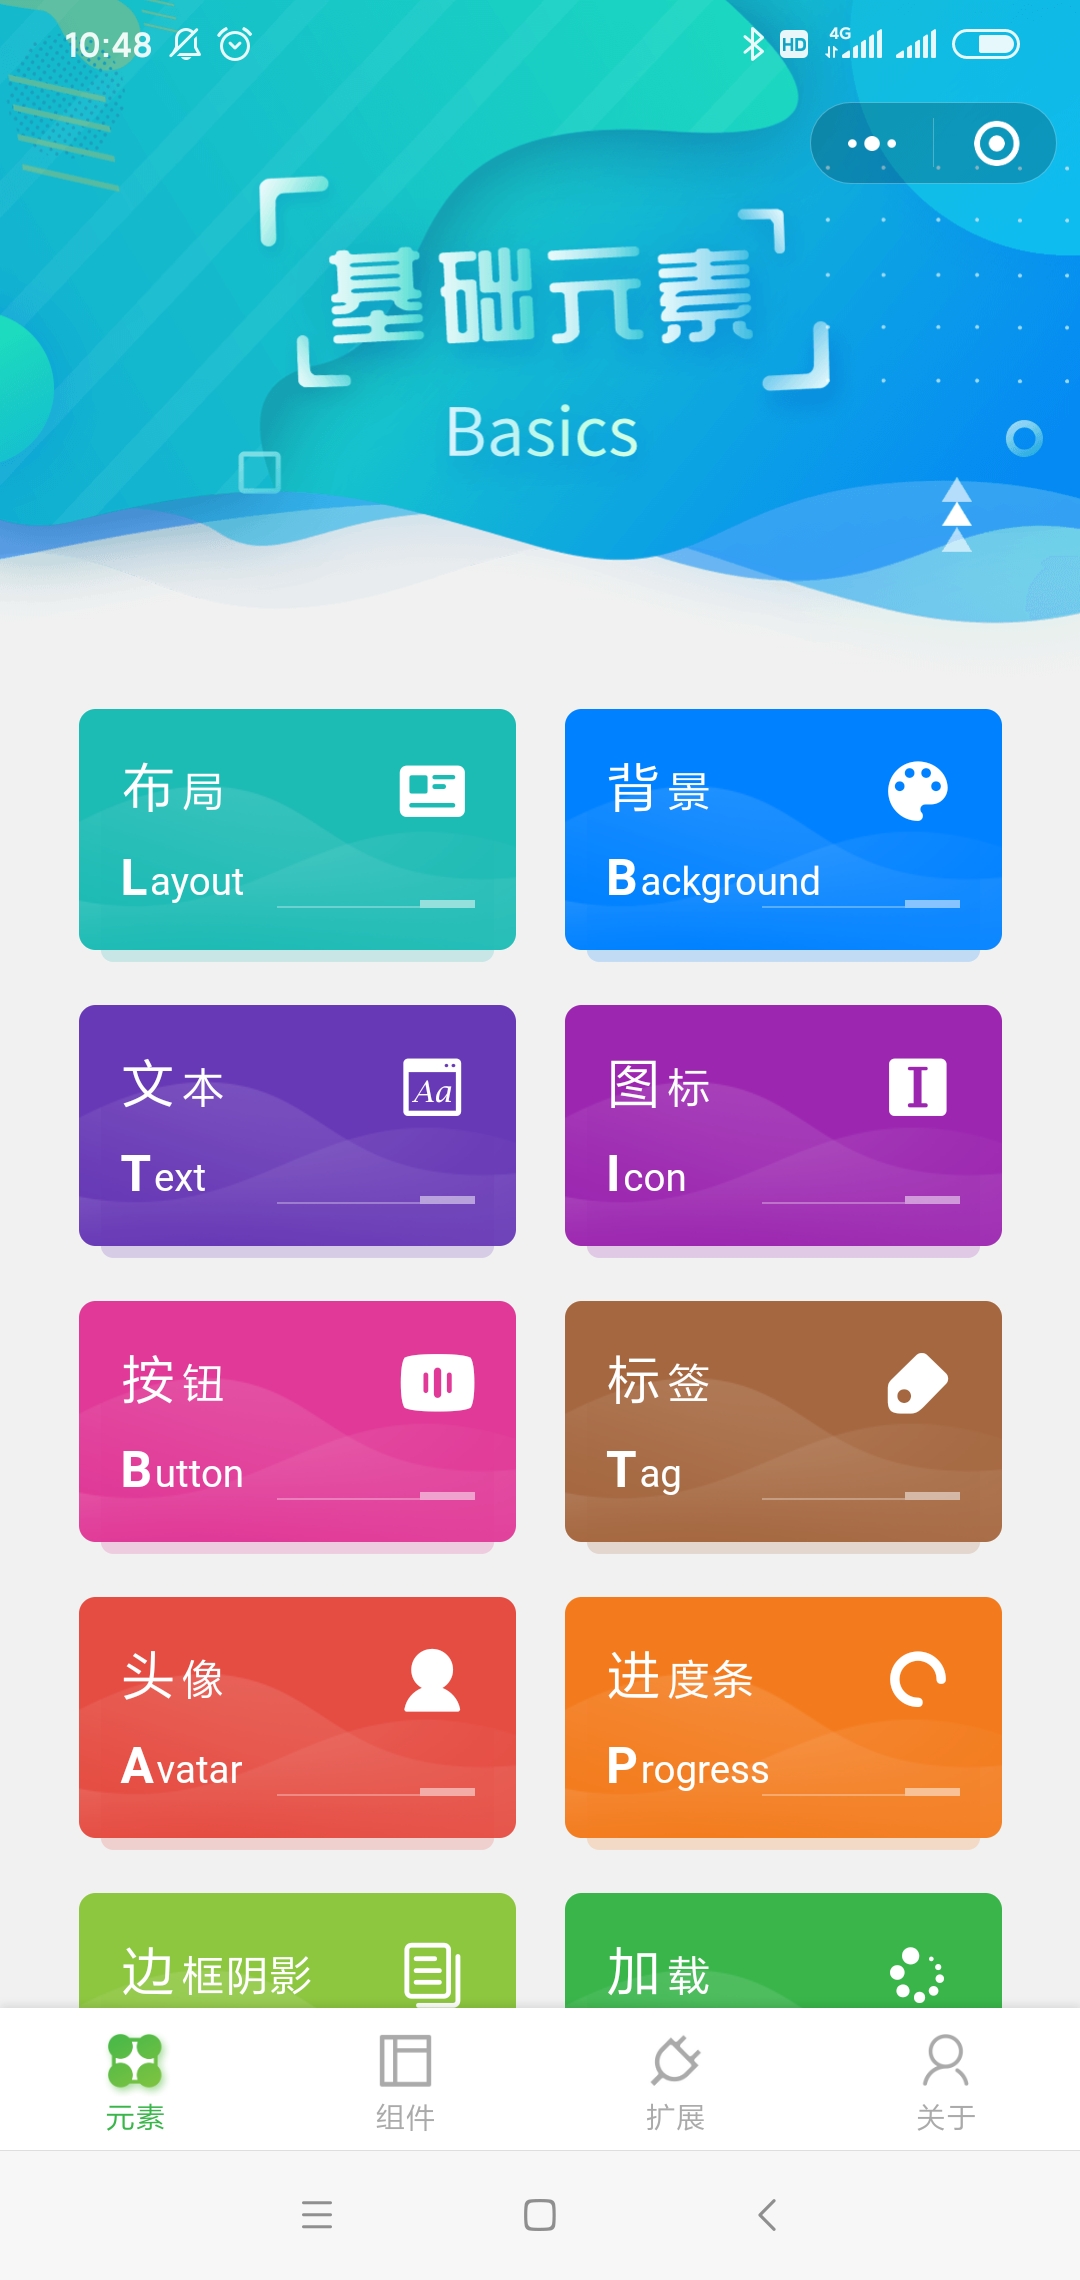 10:48 HD 4G
基础元素
Basics
布局
Layout
背景
Background
文本
Aa
Text
图标
Icon
按钮
Button
标签
Tag
头像
Avatar
进度条
Progress
边框阴影
加载
元素
组件
扩展
关于